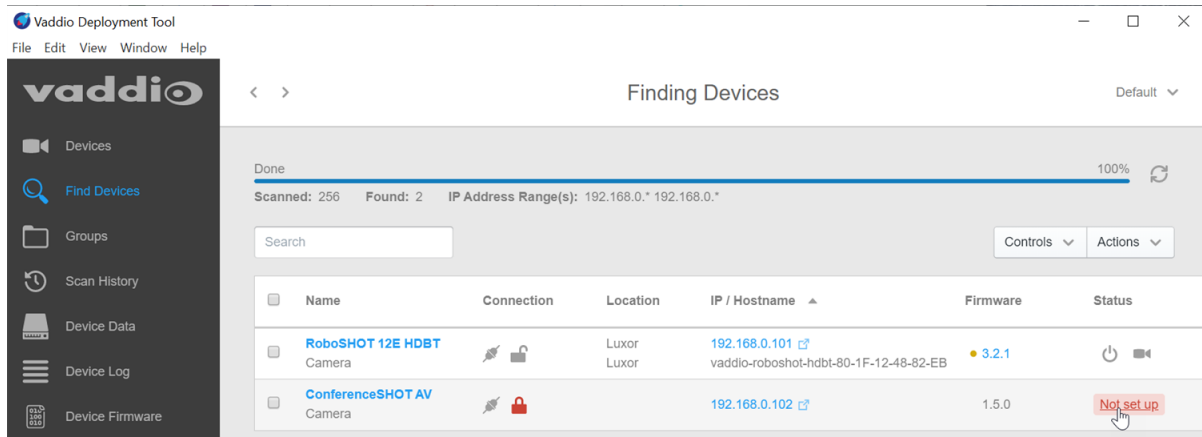 Vaddio Deployment Tool
File Edit View Window Help
vaddio
Finding Devices
Default
Devices
Find Devices
Groups
Scan History
Device Data
Device Log
Device Firmware
Done
100%
Scanned: 256 Found: 2 IP Address Range(s): 192.168.0.* 192.168.0.*
Search
Controls
Actions
Name Connection Location IP / Hostname Firmware Status
RoboSHOT 12E HDBT Luxor 192.168.0.101 3.2.1
Camera Luxor vaddio-roboshot-hdbt-80-1F-12-48-82-EB
ConferenceSHOT AV 192.168.0.102 1.5.0 Not set up
Camera